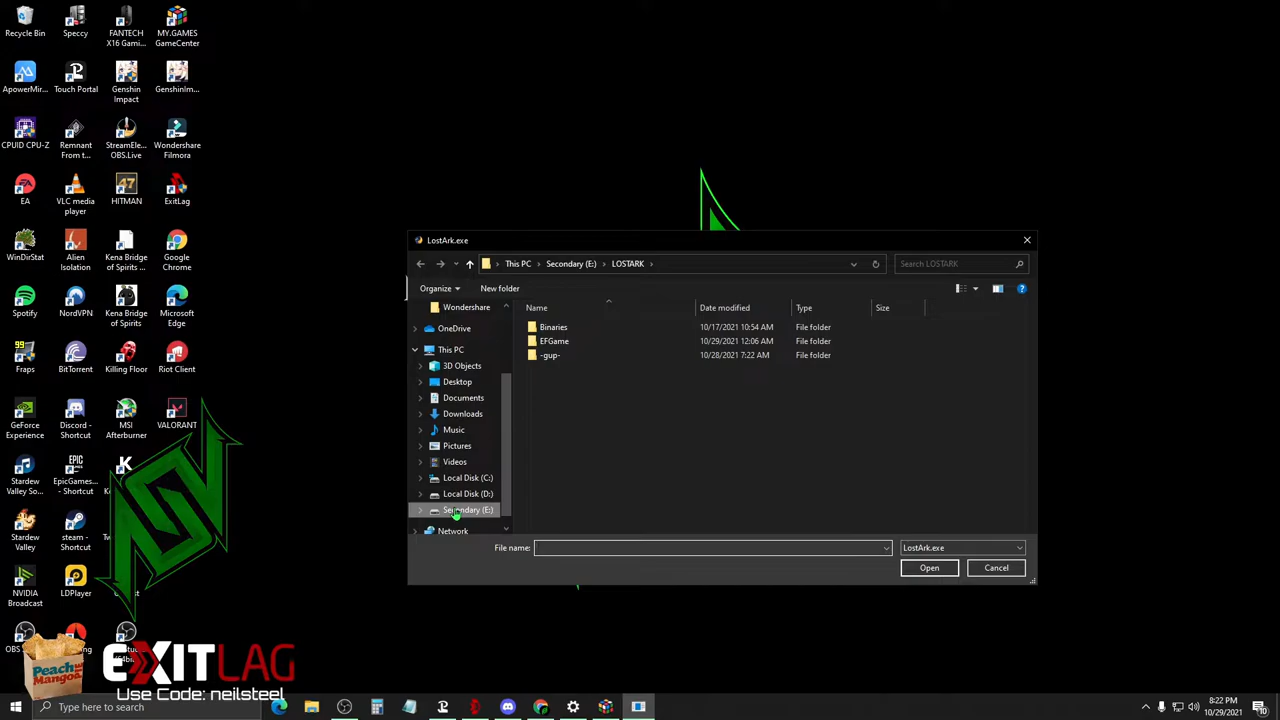 Recycle Bin
Speccy
FANTECH
X16 Gami...
MY.GAMES
GameCenter
ApowerMir...
Touch Portal
Genshin
Impact
GenshinIm...
CPUID CPU-Z
Remnant
From t...
StreamEle...
OBS.Live
Wondershare
Filmora
EA
VLC media
player
47
HITMAN
ExitLag
WinDirStat
Alien
Isolation
Kena Bridge
of Spirits ...
Google
Chrome
Spotify
NordVPN
Kena Bridge
of Spirits
Microsoft
Edge
99
Fraps
BitTorrent
Killing Floor
Riot Client
GeForce
Experience
Discord -
Shortcut
MSI
Afterburner
VALORANT
Stardew
Valley So...
EPIC
EpicGames...
- Shortcut
Stardew
Valley
steam -
Shortcut
NVIDIA
Broadcast
LDPlayer
LostArk.exe
This PC
Secondary (E:)
LOSTARK
Search LOSTARK
Organize
New folder
Name
Date modified
Type
Size
Wondershare
OneDrive
This PC
3D Objects
Desktop
Documents
Downloads
Music
Pictures
Videos
Local Disk (C:)
Local Disk (D:)
Secondary (E:)
Network
Binaries
10/17/2021 10:54 AM
File folder
EFGame
10/29/2021 12:06 AM
File folder
-gup-
10/28/2021 7:22 AM
File folder
File name:
LostArk.exe
Open
Cancel
Peach
Mangoa
EXITLAG
Use Code: neilsteel
Type here to search
8:22 PM
10/29/2021
10